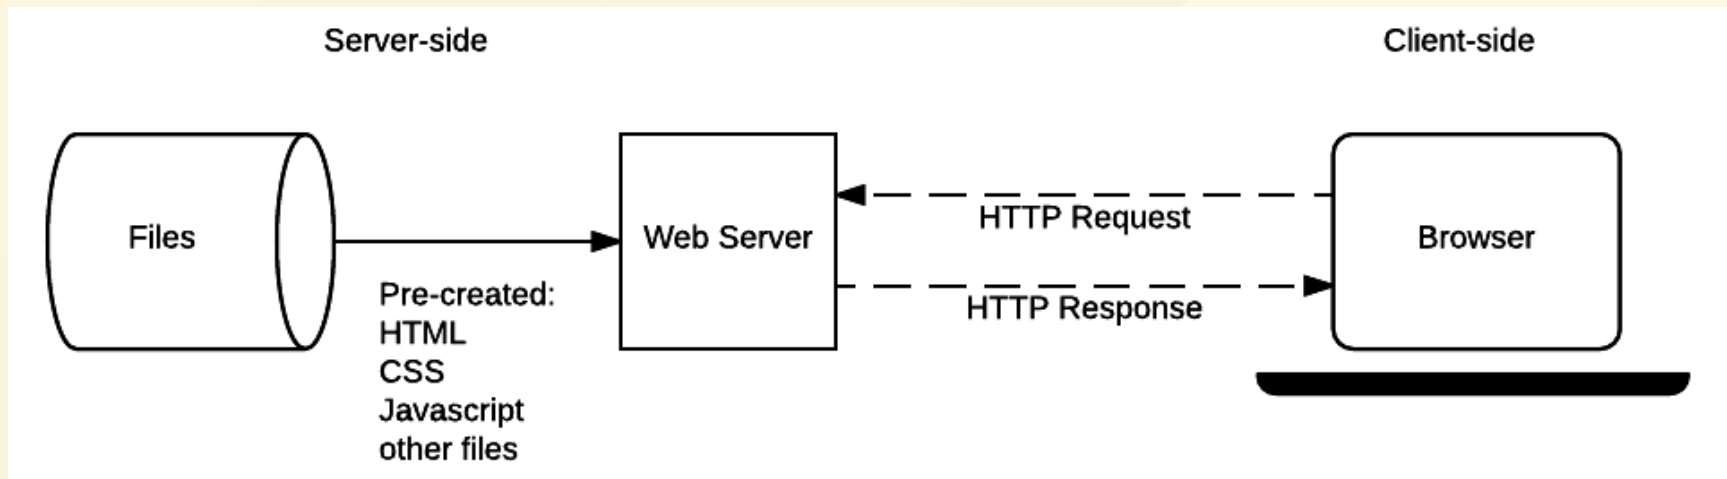 Server-side
Client-side
Files
Web Server
HTTP Request
Browser
HTTP Response
Pre-created:
HTML
CSS
Javascript
other files